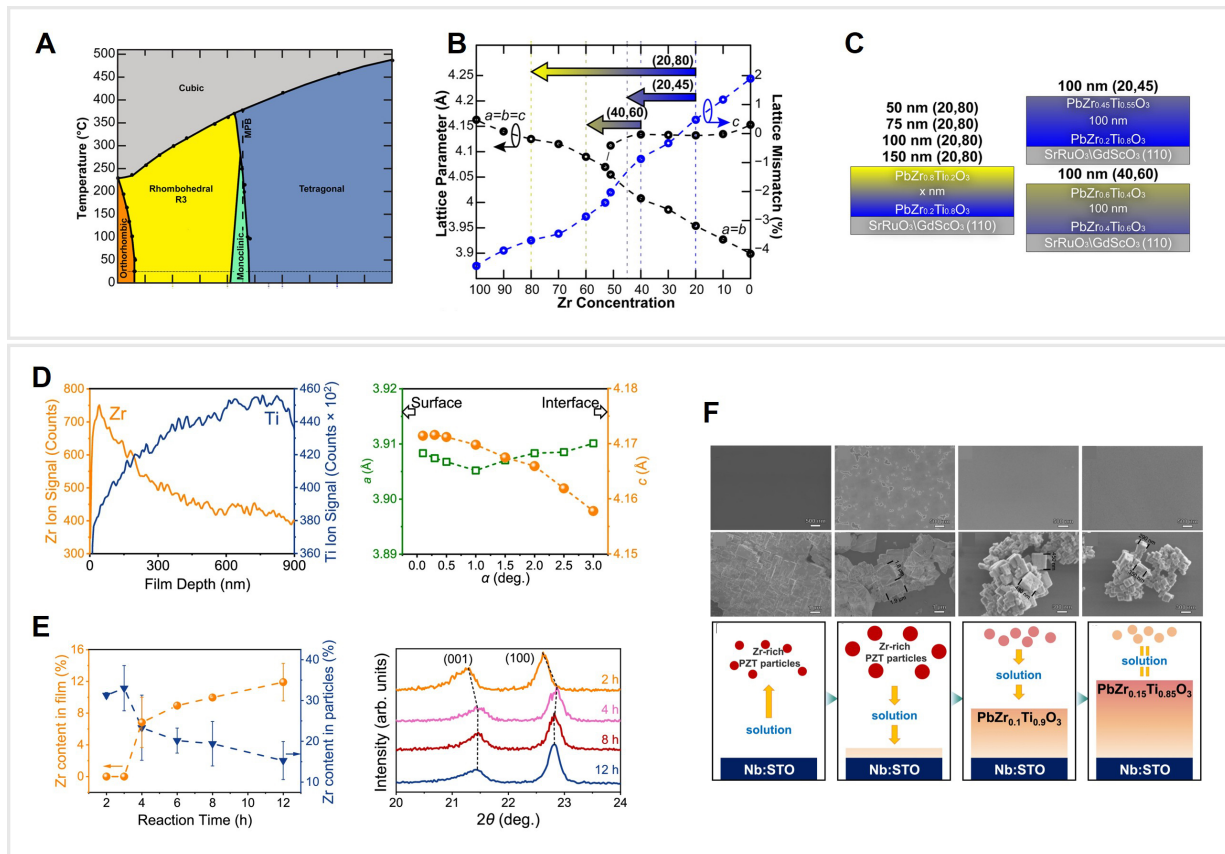 A
500
450
400
350
300
250
200
150
100
50
0
Temperature (°C)
Cubic
Rhombohedral
R3
Orthorhombic
Monoclinic
MPB
Tetragonal
B
4.25
4.2
4.15
4.1
4.05
4
3.95
3.9
Lattice Parameter (Å)
(20,80)
(20,45)
(40,60)
a=b=c
c
a=b
2
1
0
−1
−2
−3
−4
Lattice Mismatch (%)
100 90 80 70 60 50 40 30 20 10 0
Zr Concentration
C
50 nm (20,80)
75 nm (20,80)
100 nm (20,80)
150 nm (20,80)
PbZr₀.₈Ti₀.₂O₃
x nm
PbZr₀.₂Ti₀.₈O₃
SrRuO₃\GdScO₃ (110)
100 nm (20,45)
PbZr₀.₄₅Ti₀.₅₅O₃
100 nm
PbZr₀.₂Ti₀.₈O₃
SrRuO₃\GdScO₃ (110)
100 nm (40,60)
PbZr₀.₆Ti₀.₄O₃
100 nm
PbZr₀.₄Ti₀.₆O₃
SrRuO₃\GdScO₃ (110)
D
800
700
600
500
400
300
Zr Ion Signal (Counts)
Zr
Ti
460
440
420
400
380
360
Ti Ion Signal (Counts × 10²)
0 300 600 900
Film Depth (nm)
3.92
3.91
3.90
3.89
a (Å)
Surface
Interface
4.18
4.17
4.16
4.15
c (Å)
0.0 0.5 1.0 1.5 2.0 2.5 3.0
α (deg.)
E
16
12
8
4
0
Zr content in film (%)
40
30
20
10
Zr content in particles (%)
2 4 6 8 10 12
Reaction Time (h)
Intensity (arb. units)
(001)
(100)
2 h
4 h
8 h
12 h
20 21 22 23 24
2θ (deg.)
F
500 nm
Zr-rich
PZT particles
solution
Nb:STO
Zr-rich
PZT particles
solution
Nb:STO
solution
PbZr₀.₁Ti₀.₉O₃
Nb:STO
solution
PbZr₀.₁₅Ti₀.₈₅O₃
Nb:STO